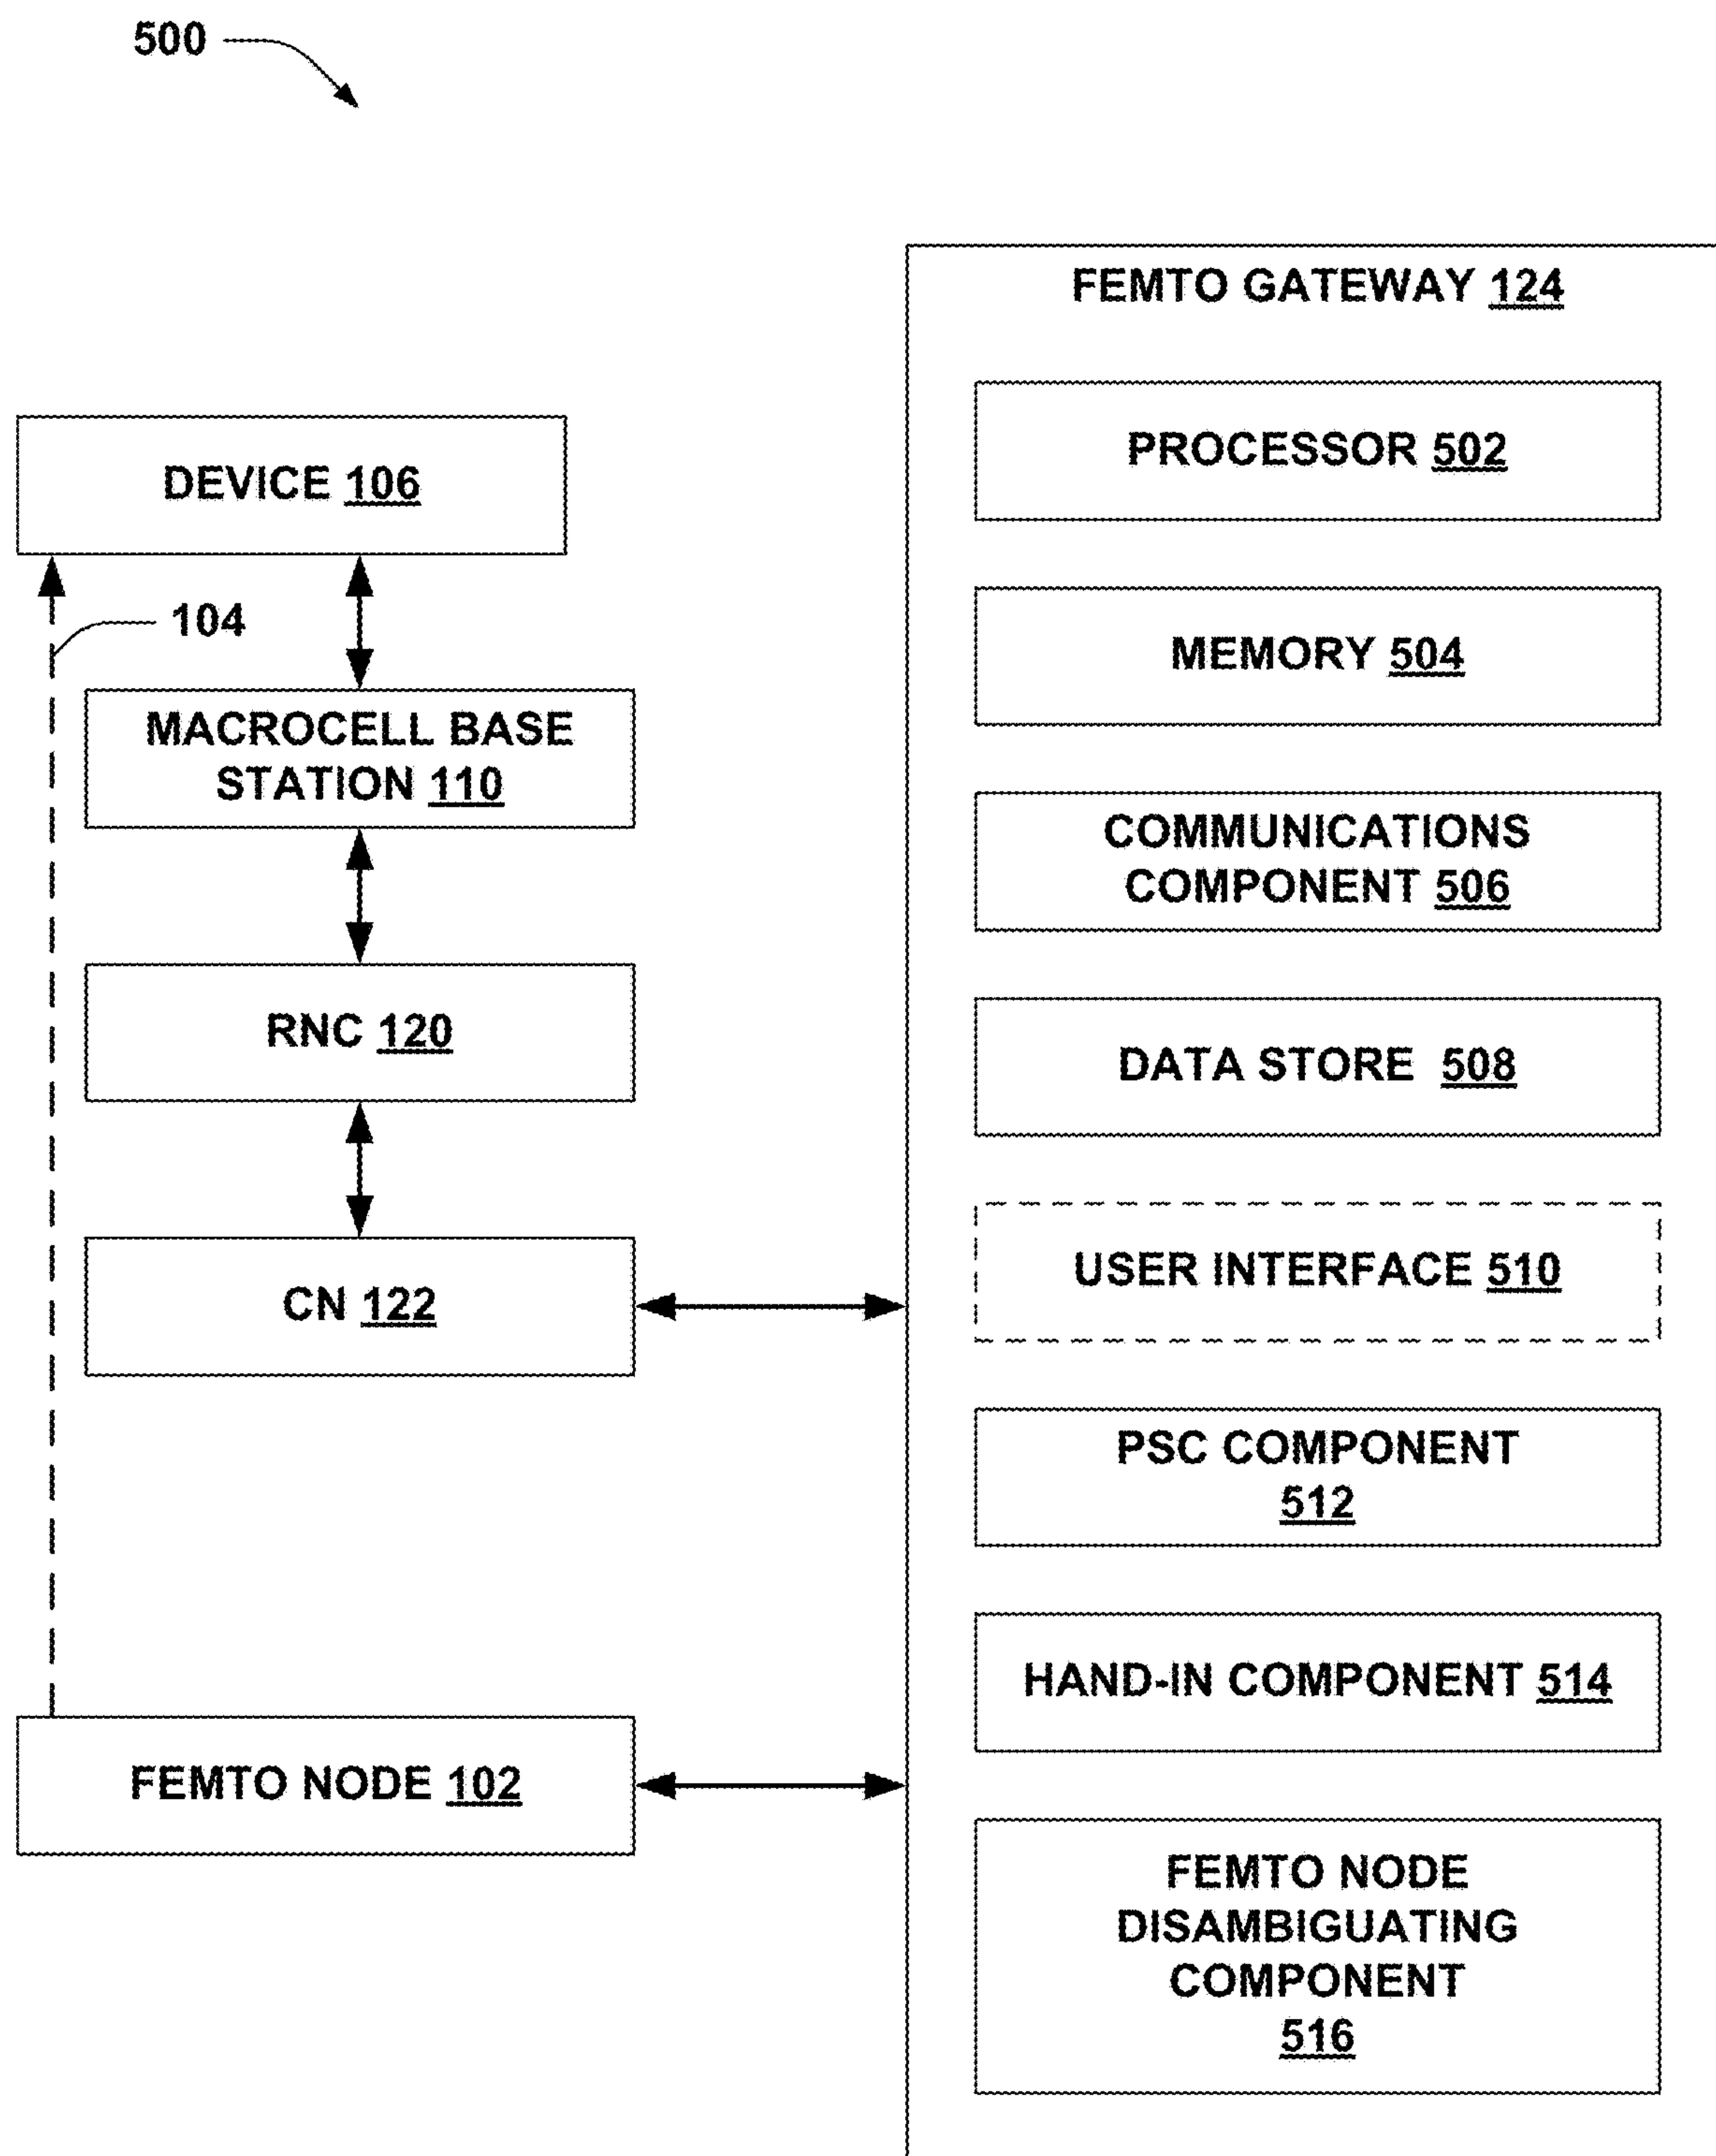 500
DEVICE 106
104
MACROCELL BASE
STATION 110
RNC 120
CN 122
FEMTO NODE 102
FEMTO GATEWAY 124
PROCESSOR 502
MEMORY 504
COMMUNICATIONS
COMPONENT 506
DATA STORE 508
USER INTERFACE 510
PSC COMPONENT
512
HAND-IN COMPONENT 514
FEMTO NODE
DISAMBIGUATING
COMPONENT
516